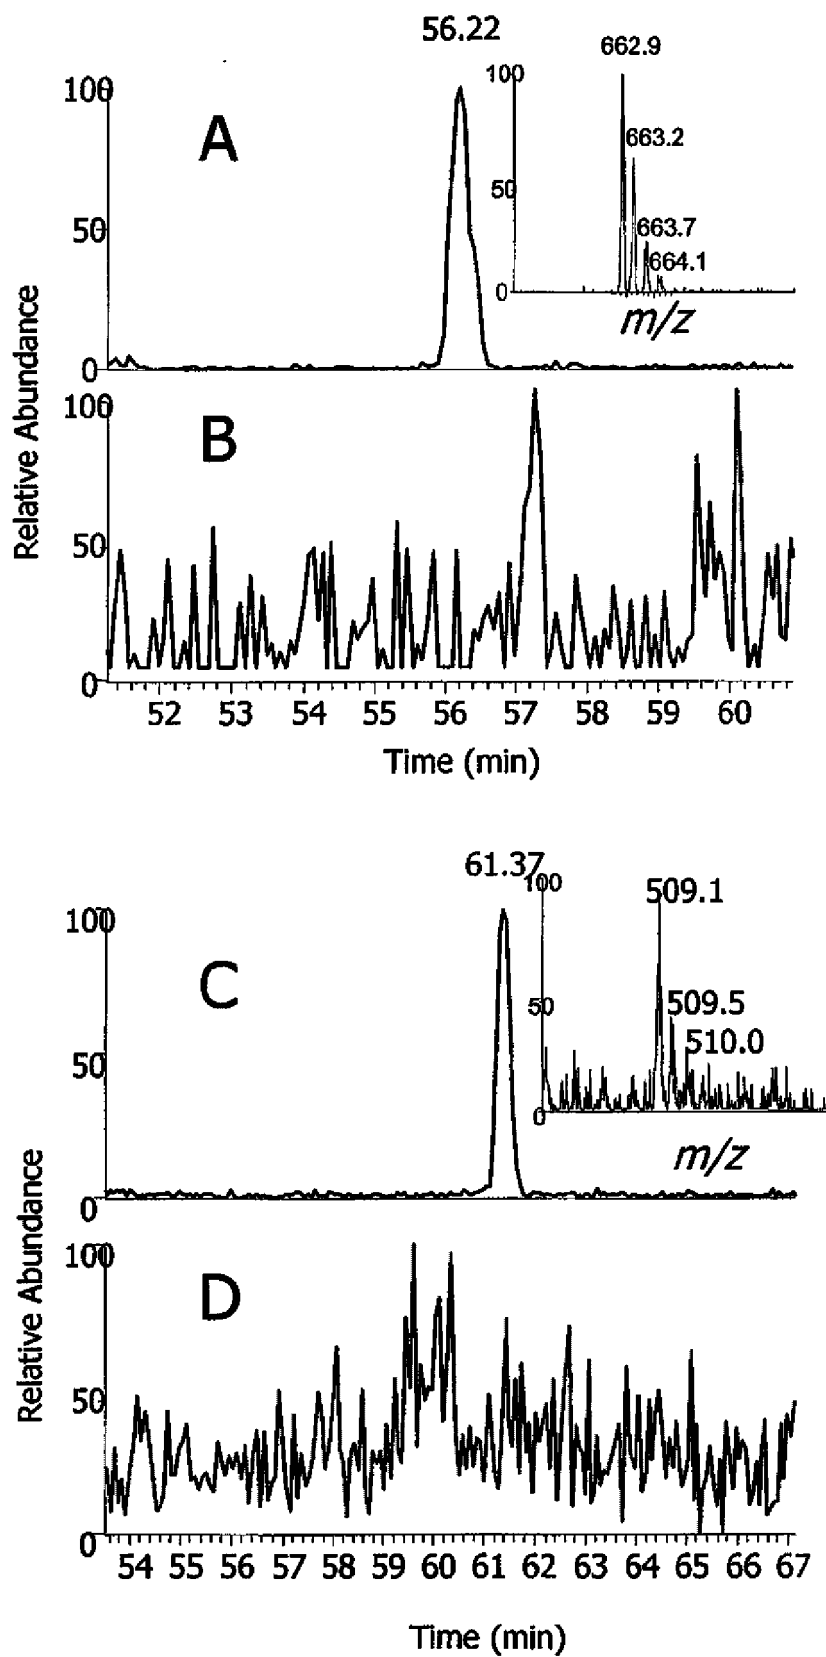 56.22
662.9
100
663.2
50
663.7
664.1
0
m/z
A
100
50
0
B
100
50
0
Relative Abundance
52 53 54 55 56 57 58 59 60
Time (min)
61.37
100
509.1
50
509.5
510.0
0
m/z
C
100
50
0
D
100
50
0
Relative Abundance
54 55 56 57 58 59 60 61 62 63 64 65 66 67
Time (min)